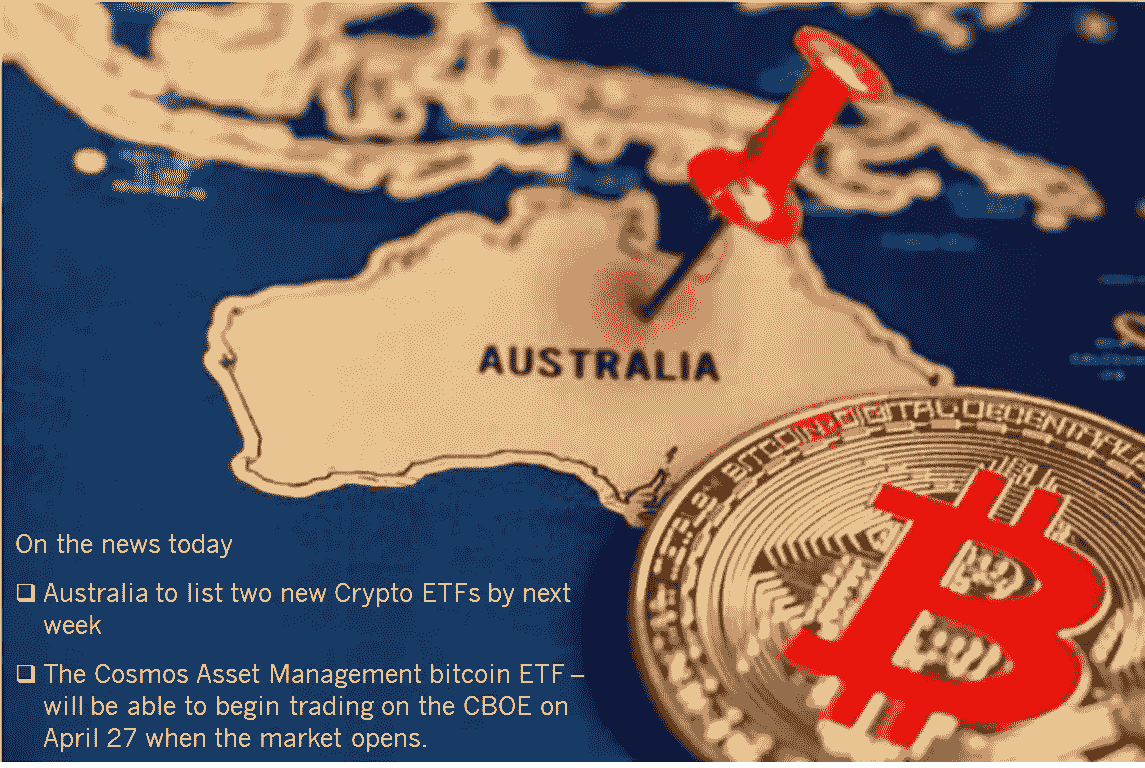 AUSTRALIA
BITCOIN DIGITAL DECENTR
On the news today
Australia to list two new Crypto ETFs by next
week
The Cosmos Asset Management bitcoin ETF –
will be able to begin trading on the CBOE on
April 27 when the market opens.